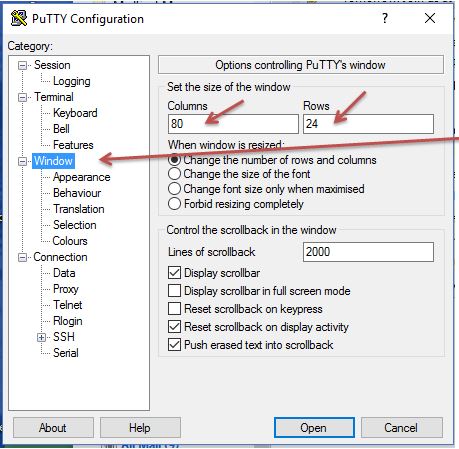 PuTTY Configuration
?
Category:
Session
Logging
Terminal
Keyboard
Bell
Features
Window
Appearance
Behaviour
Translation
Selection
Colours
Connection
Data
Proxy
Telnet
Rlogin
SSH
Serial
Options controlling PuTTY's window
Set the size of the window
Columns Rows
80 24
When window is resized:
Change the number of rows and columns
Change the size of the font
Change font size only when maximised
Forbid resizing completely
Control the scrollback in the window
Lines of scrollback 2000
Display scrollbar
Display scrollbar in full screen mode
Reset scrollback on keypress
Reset scrollback on display activity
Push erased text into scrollback
About Help Open Cancel